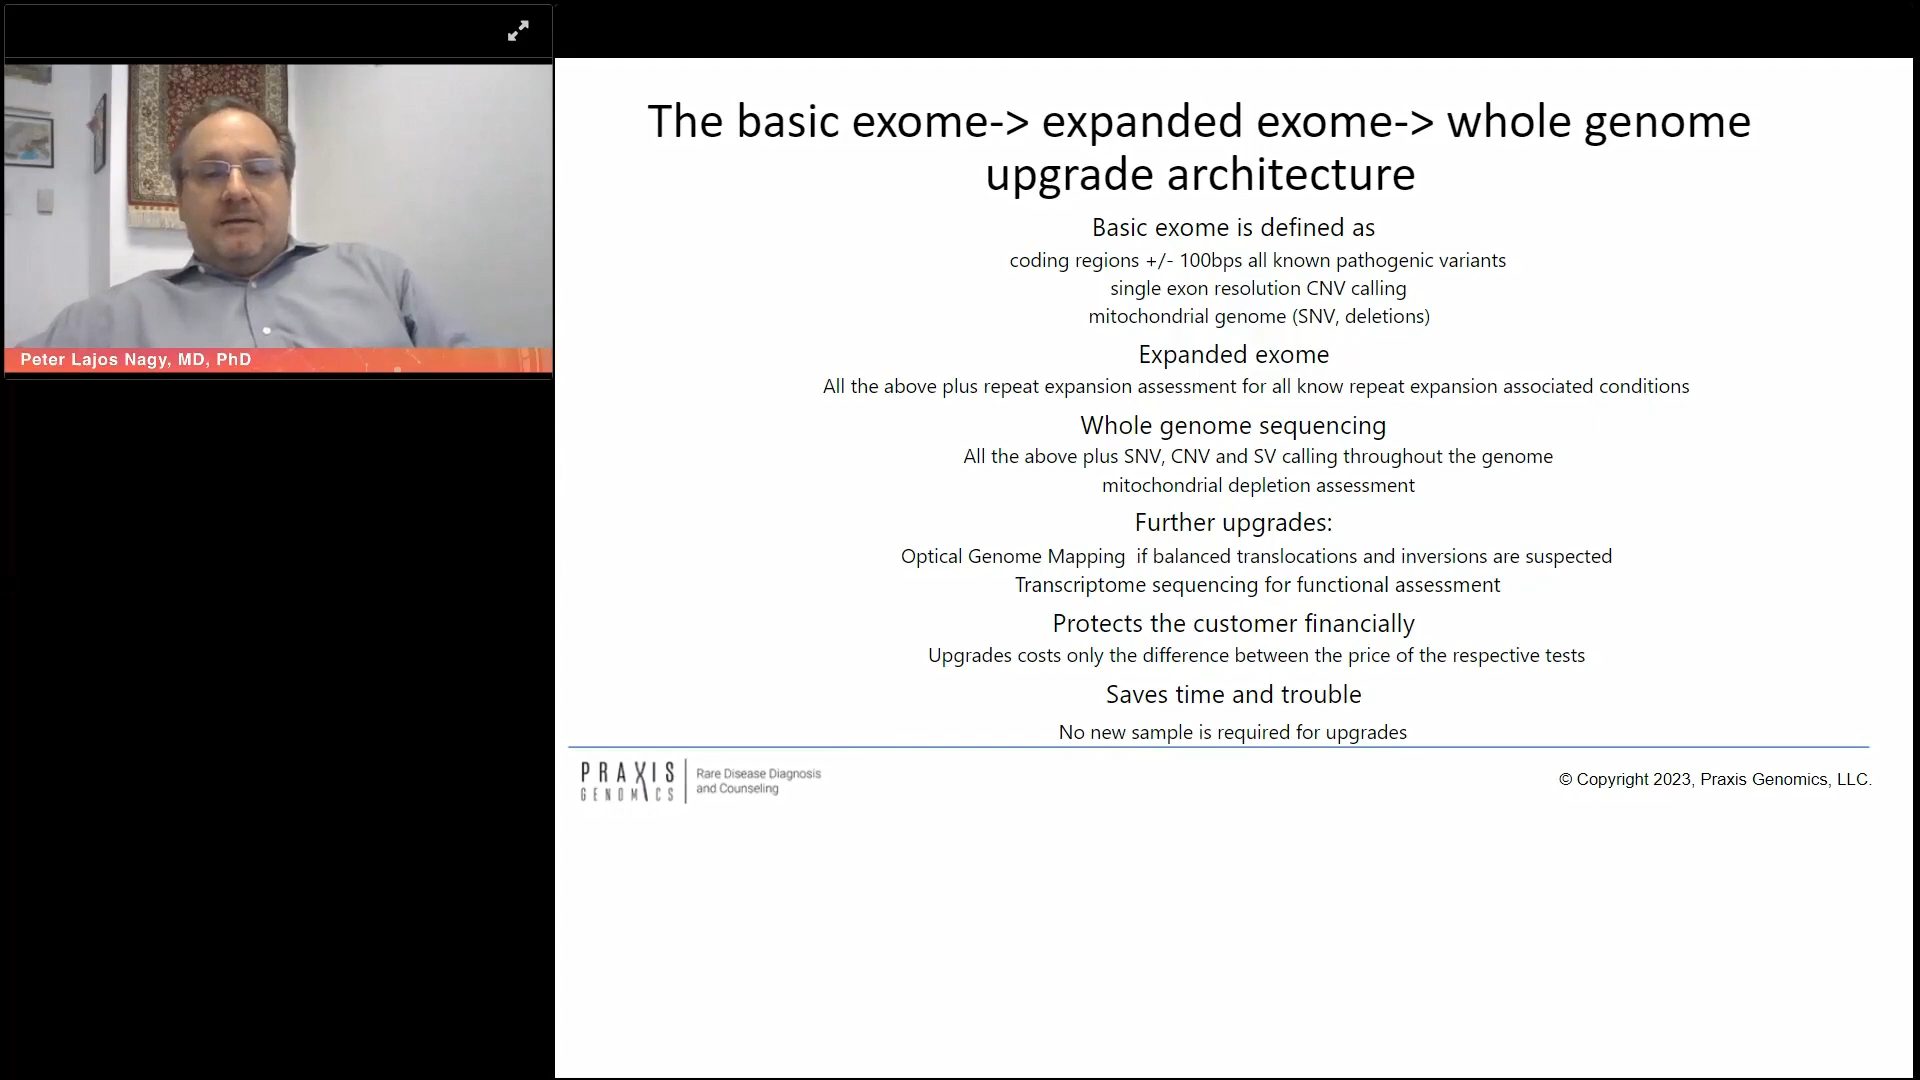 Peter Lajos Nagy, MD, PhD
The basic exome-> expanded exome-> whole genome
upgrade architecture
Basic exome is defined as
coding regions +/- 100bps all known pathogenic variants
single exon resolution CNV calling
mitochondrial genome (SNV, deletions)
Expanded exome
All the above plus repeat expansion assessment for all know repeat expansion associated conditions
Whole genome sequencing
All the above plus SNV, CNV and SV calling throughout the genome
mitochondrial depletion assessment
Further upgrades:
Optical Genome Mapping  if balanced translocations and inversions are suspected
Transcriptome sequencing for functional assessment
Protects the customer financially
Upgrades costs only the difference between the price of the respective tests
Saves time and trouble
No new sample is required for upgrades
PRAXIS
GENOMICS
Rare Disease Diagnosis
and Counseling
© Copyright 2023, Praxis Genomics, LLC.